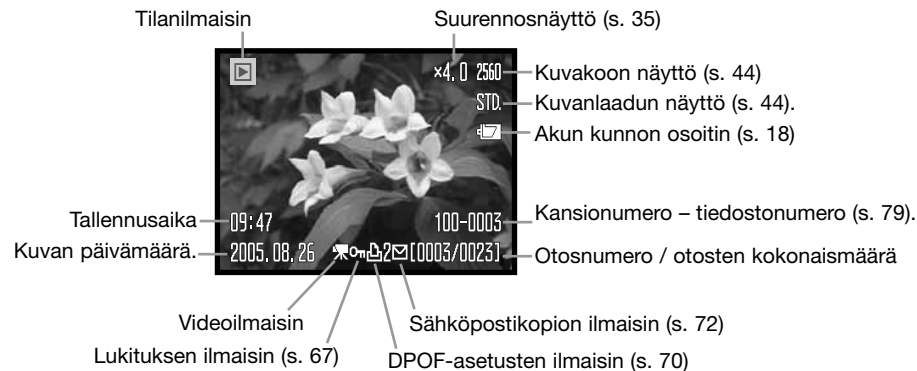 Tilanilmaisin
Suurennosnäyttö (s. 35)
×4.0 2560
Kuvakoon näyttö (s. 44)
STD.
Kuvanlaadun näyttö (s. 44).
Akun kunnon osoitin (s. 18)
Tallennusaika
09:47
100-0003
Kansionumero – tiedostonumero (s. 79).
Kuvan päivämäärä.
2005.08.26
2
[0003/0023]
Otosnumero / otosten kokonaismäärä
Videoilmaisin
Sähköpostikopion ilmaisin (s. 72)
Lukituksen ilmaisin (s. 67)
DPOF-asetusten ilmaisin (s. 70)